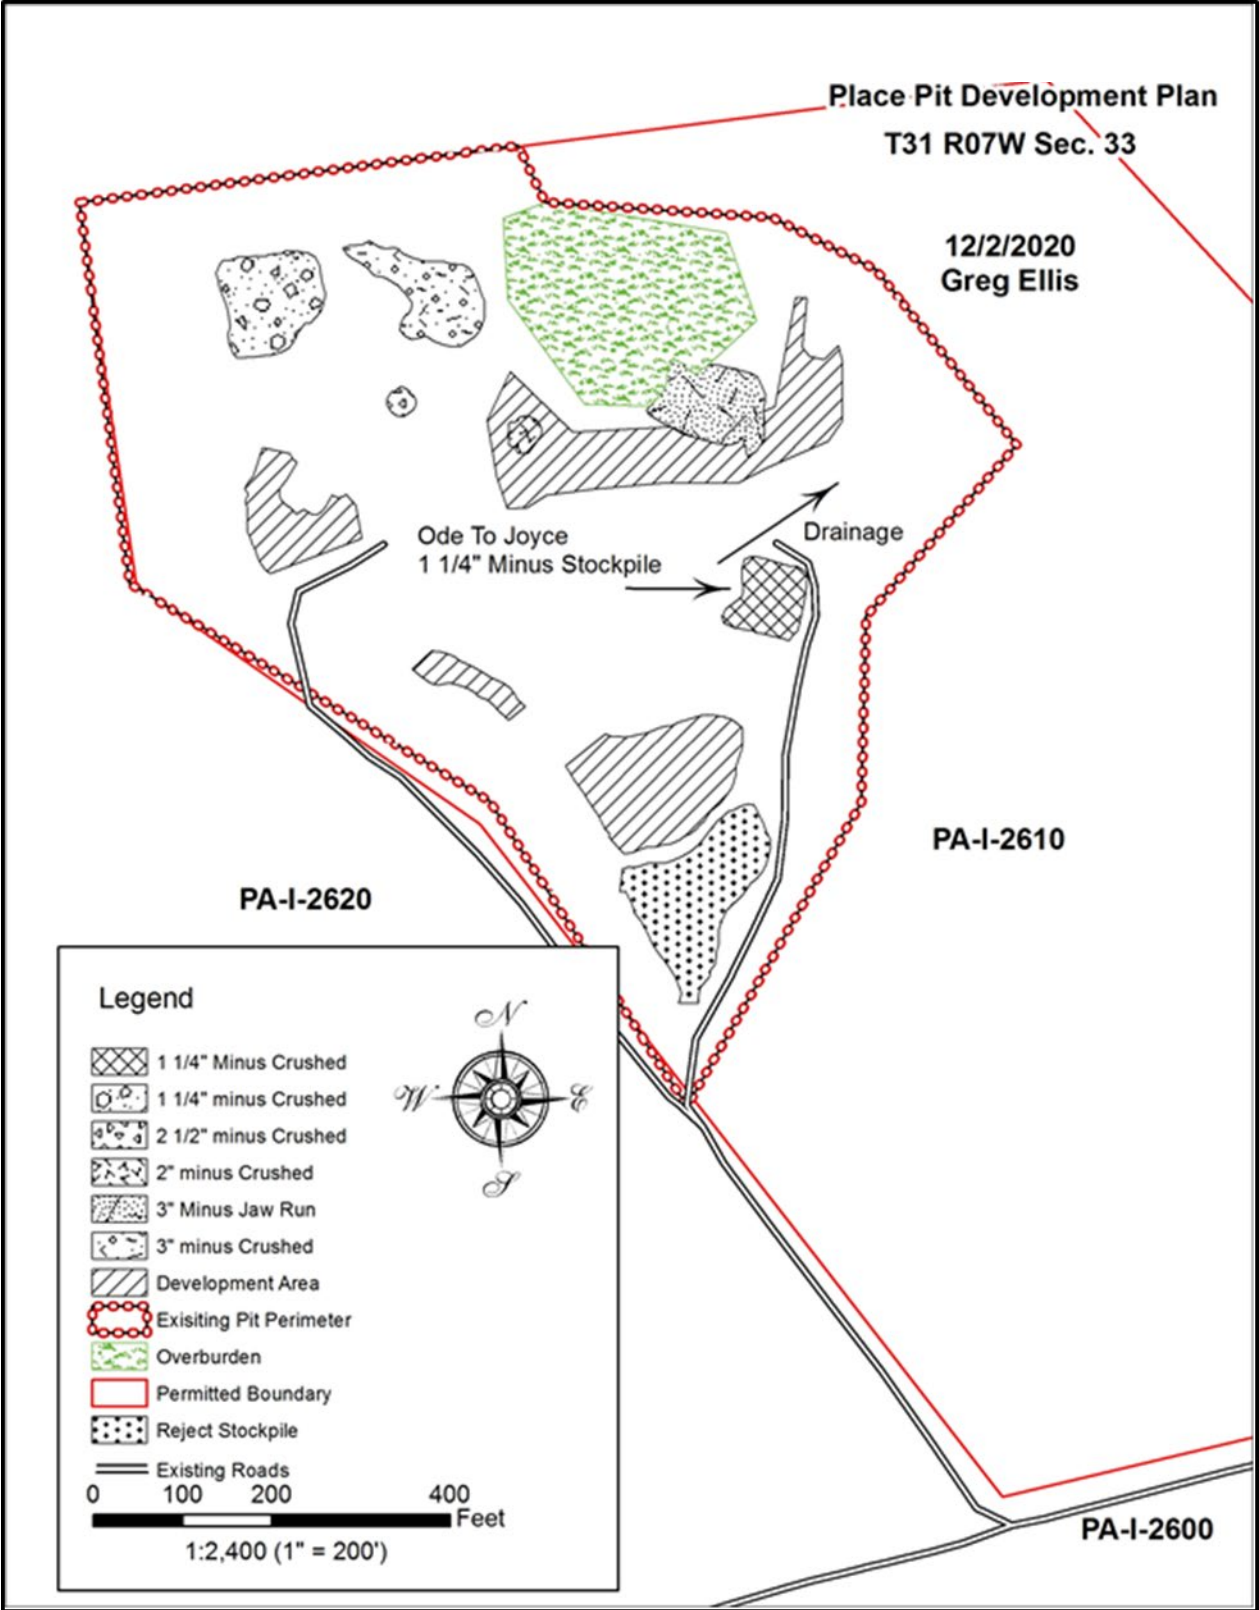 Place Pit Development Plan
T31 R07W Sec. 33
12/2/2020
Greg Ellis
Ode To Joyce
1 1/4" Minus Stockpile
Drainage
PA-I-2610
PA-I-2620
Legend
N
W
E
S
1 1/4" Minus Crushed
1 1/4" minus Crushed
2 1/2" minus Crushed
2" minus Crushed
3" Minus Jaw Run
3" minus Crushed
Development Area
Exisiting Pit Perimeter
Overburden
Permitted Boundary
Reject Stockpile
Existing Roads
0 100 200 400
Feet
1:2,400 (1" = 200')
PA-I-2600